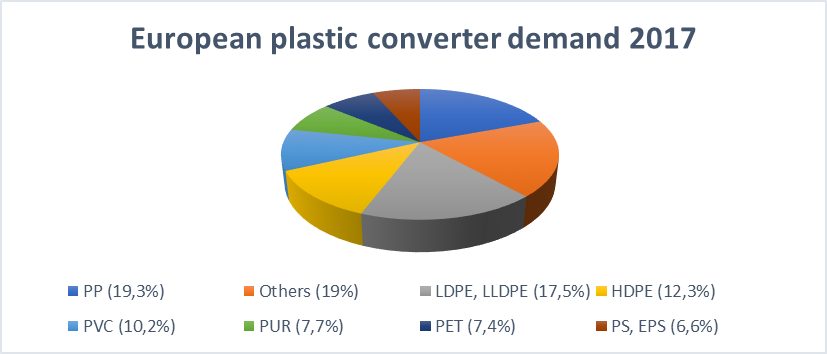 European plastic converter demand 2017
PP (19,3%) Others (19%) LDPE, LLDPE (17,5%) HDPE (12,3%)
PVC (10,2%) PUR (7,7%) PET (7,4%) PS, EPS (6,6%)